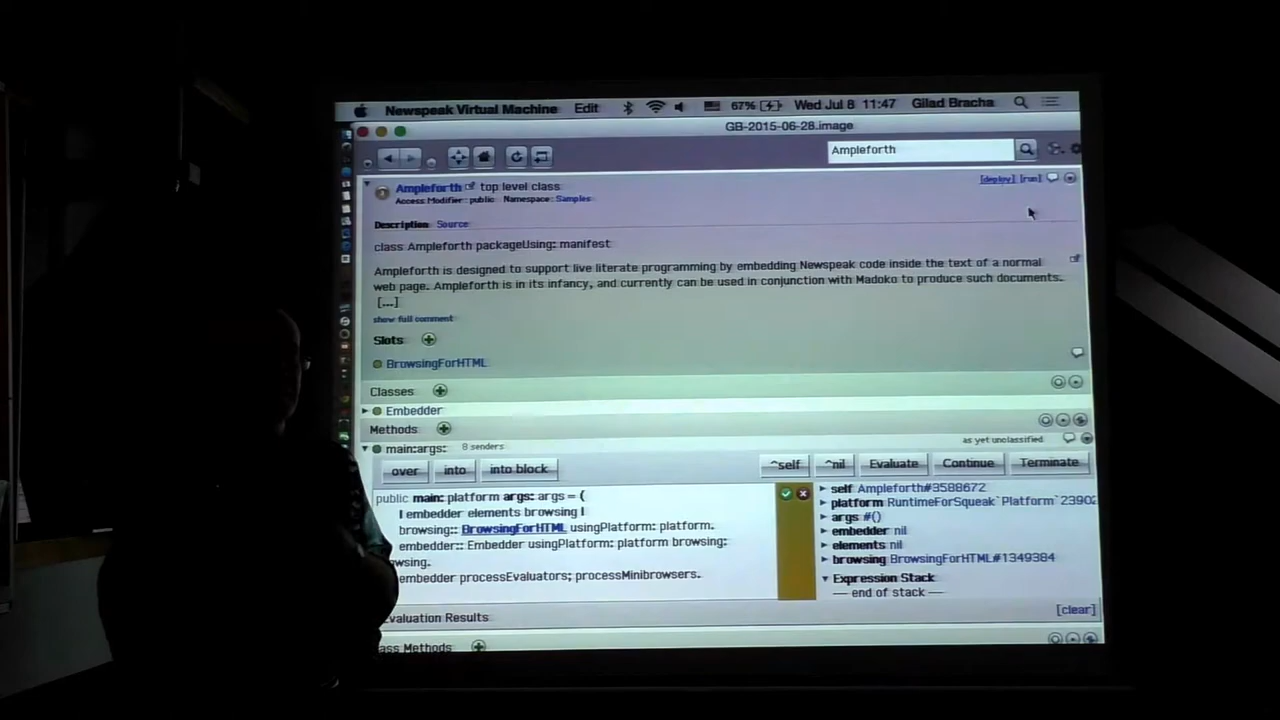 Newspeak Virtual Machine Edit 67% Wed Jul 8 11:47 Gilad Bracha
GB-2015-06-28.image
Ampleforth
Ampleforth top level class [deploy] [run]
Access Modifier: public Namespace: Samples
Description Source
class Ampleforth packageUsing: manifest
Ampleforth is designed to support live literate programming by embedding Newspeak code inside the text of a normal
web page. Ampleforth is in its infancy, and currently can be used in conjunction with Madoko to produce such documents.
[...]
show full comment
Slots
BrowsingForHTML
Classes
Embedder
Methods
main:args: 8 senders as yet unclassified
over into into block ^self ^nil Evaluate Continue Terminate
public main: platform args: args = (
| embedder elements browsing |
browsing:: BrowsingForHTML usingPlatform: platform.
embedder:: Embedder usingPlatform: platform browsing:
wsing.
embedder processEvaluators; processMinibrowsers.
self Ampleforth#3588672
platform RuntimeForSqueak`Platform`23902
args #()
embedder nil
elements nil
browsing BrowsingForHTML#1349384
Expression Stack
— end of stack —
Evaluation Results [clear]
ass Methods